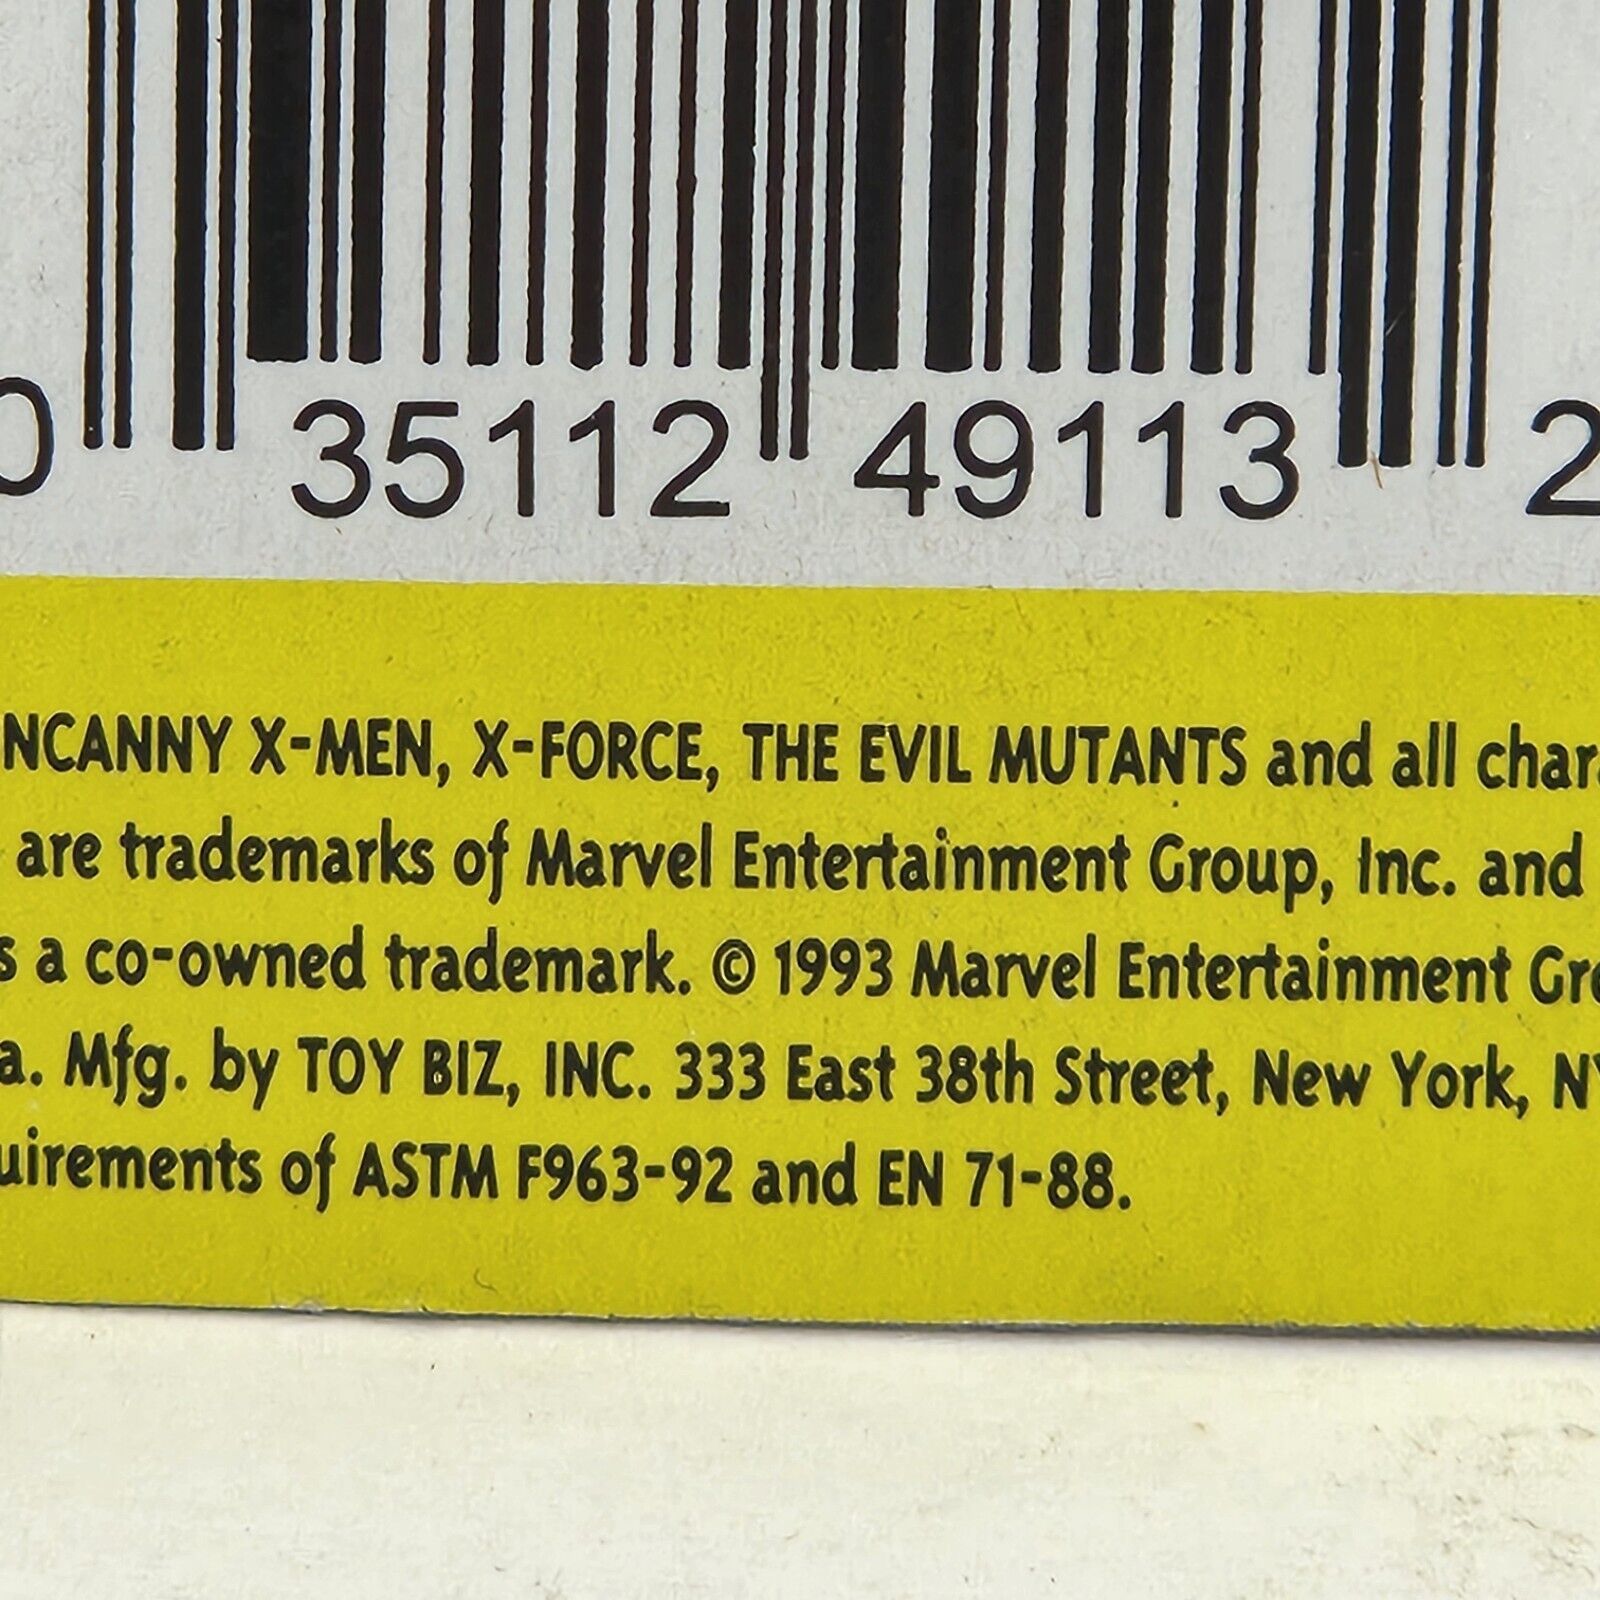 0 35112 49113 2
NCANNY X-MEN, X-FORCE, THE EVIL MUTANTS and all char
are trademarks of Marvel Entertainment Group, Inc. and
s a co-owned trademark. © 1993 Marvel Entertainment Gr
a. Mfg. by TOY BIZ, INC. 333 East 38th Street, New York, NY
uirements of ASTM F963-92 and EN 71-88.